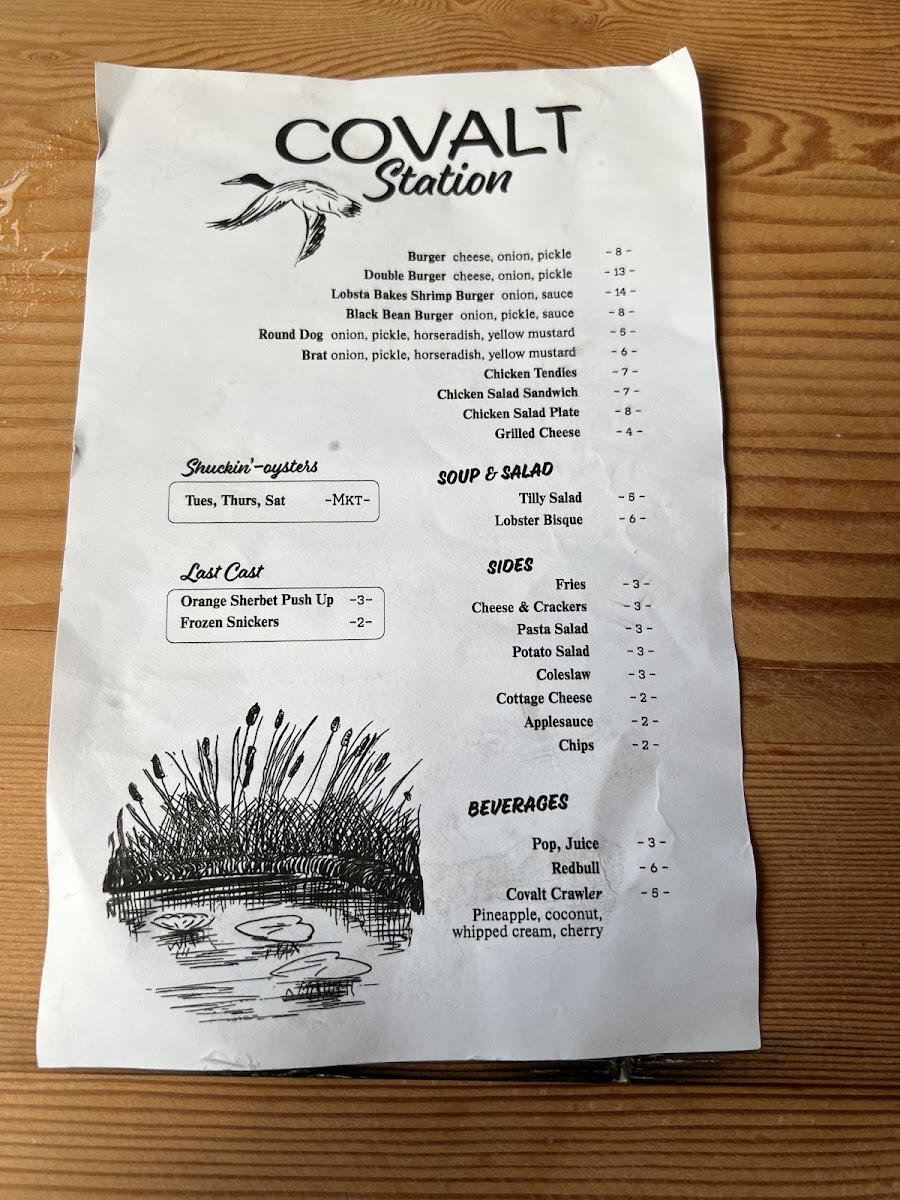 COVALT
Station
Burger cheese, onion, pickle -8-
Double Burger cheese, onion, pickle -13-
Lobsta Bakes Shrimp Burger onion, sauce -14-
Black Bean Burger onion, pickle, sauce -8-
Round Dog onion, pickle, horseradish, yellow mustard -5-
Brat onion, pickle, horseradish, yellow mustard -6-
Chicken Tendies -7-
Chicken Salad Sandwich -7-
Chicken Salad Plate -8-
Grilled Cheese -4-
Shuckin'-oysters
Tues, Thurs, Sat -MKT-
Last Cast
Orange Sherbet Push Up -3-
Frozen Snickers -2-
SOUP & SALAD
Tilly Salad -5-
Lobster Bisque -6-
SIDES
Fries -3-
Cheese & Crackers -3-
Pasta Salad -3-
Potato Salad -3-
Coleslaw -3-
Cottage Cheese -2-
Applesauce -2-
Chips -2-
BEVERAGES
Pop, Juice -3-
Redbull -6-
Covalt Crawler -5-
Pineapple, coconut,
whipped cream, cherry